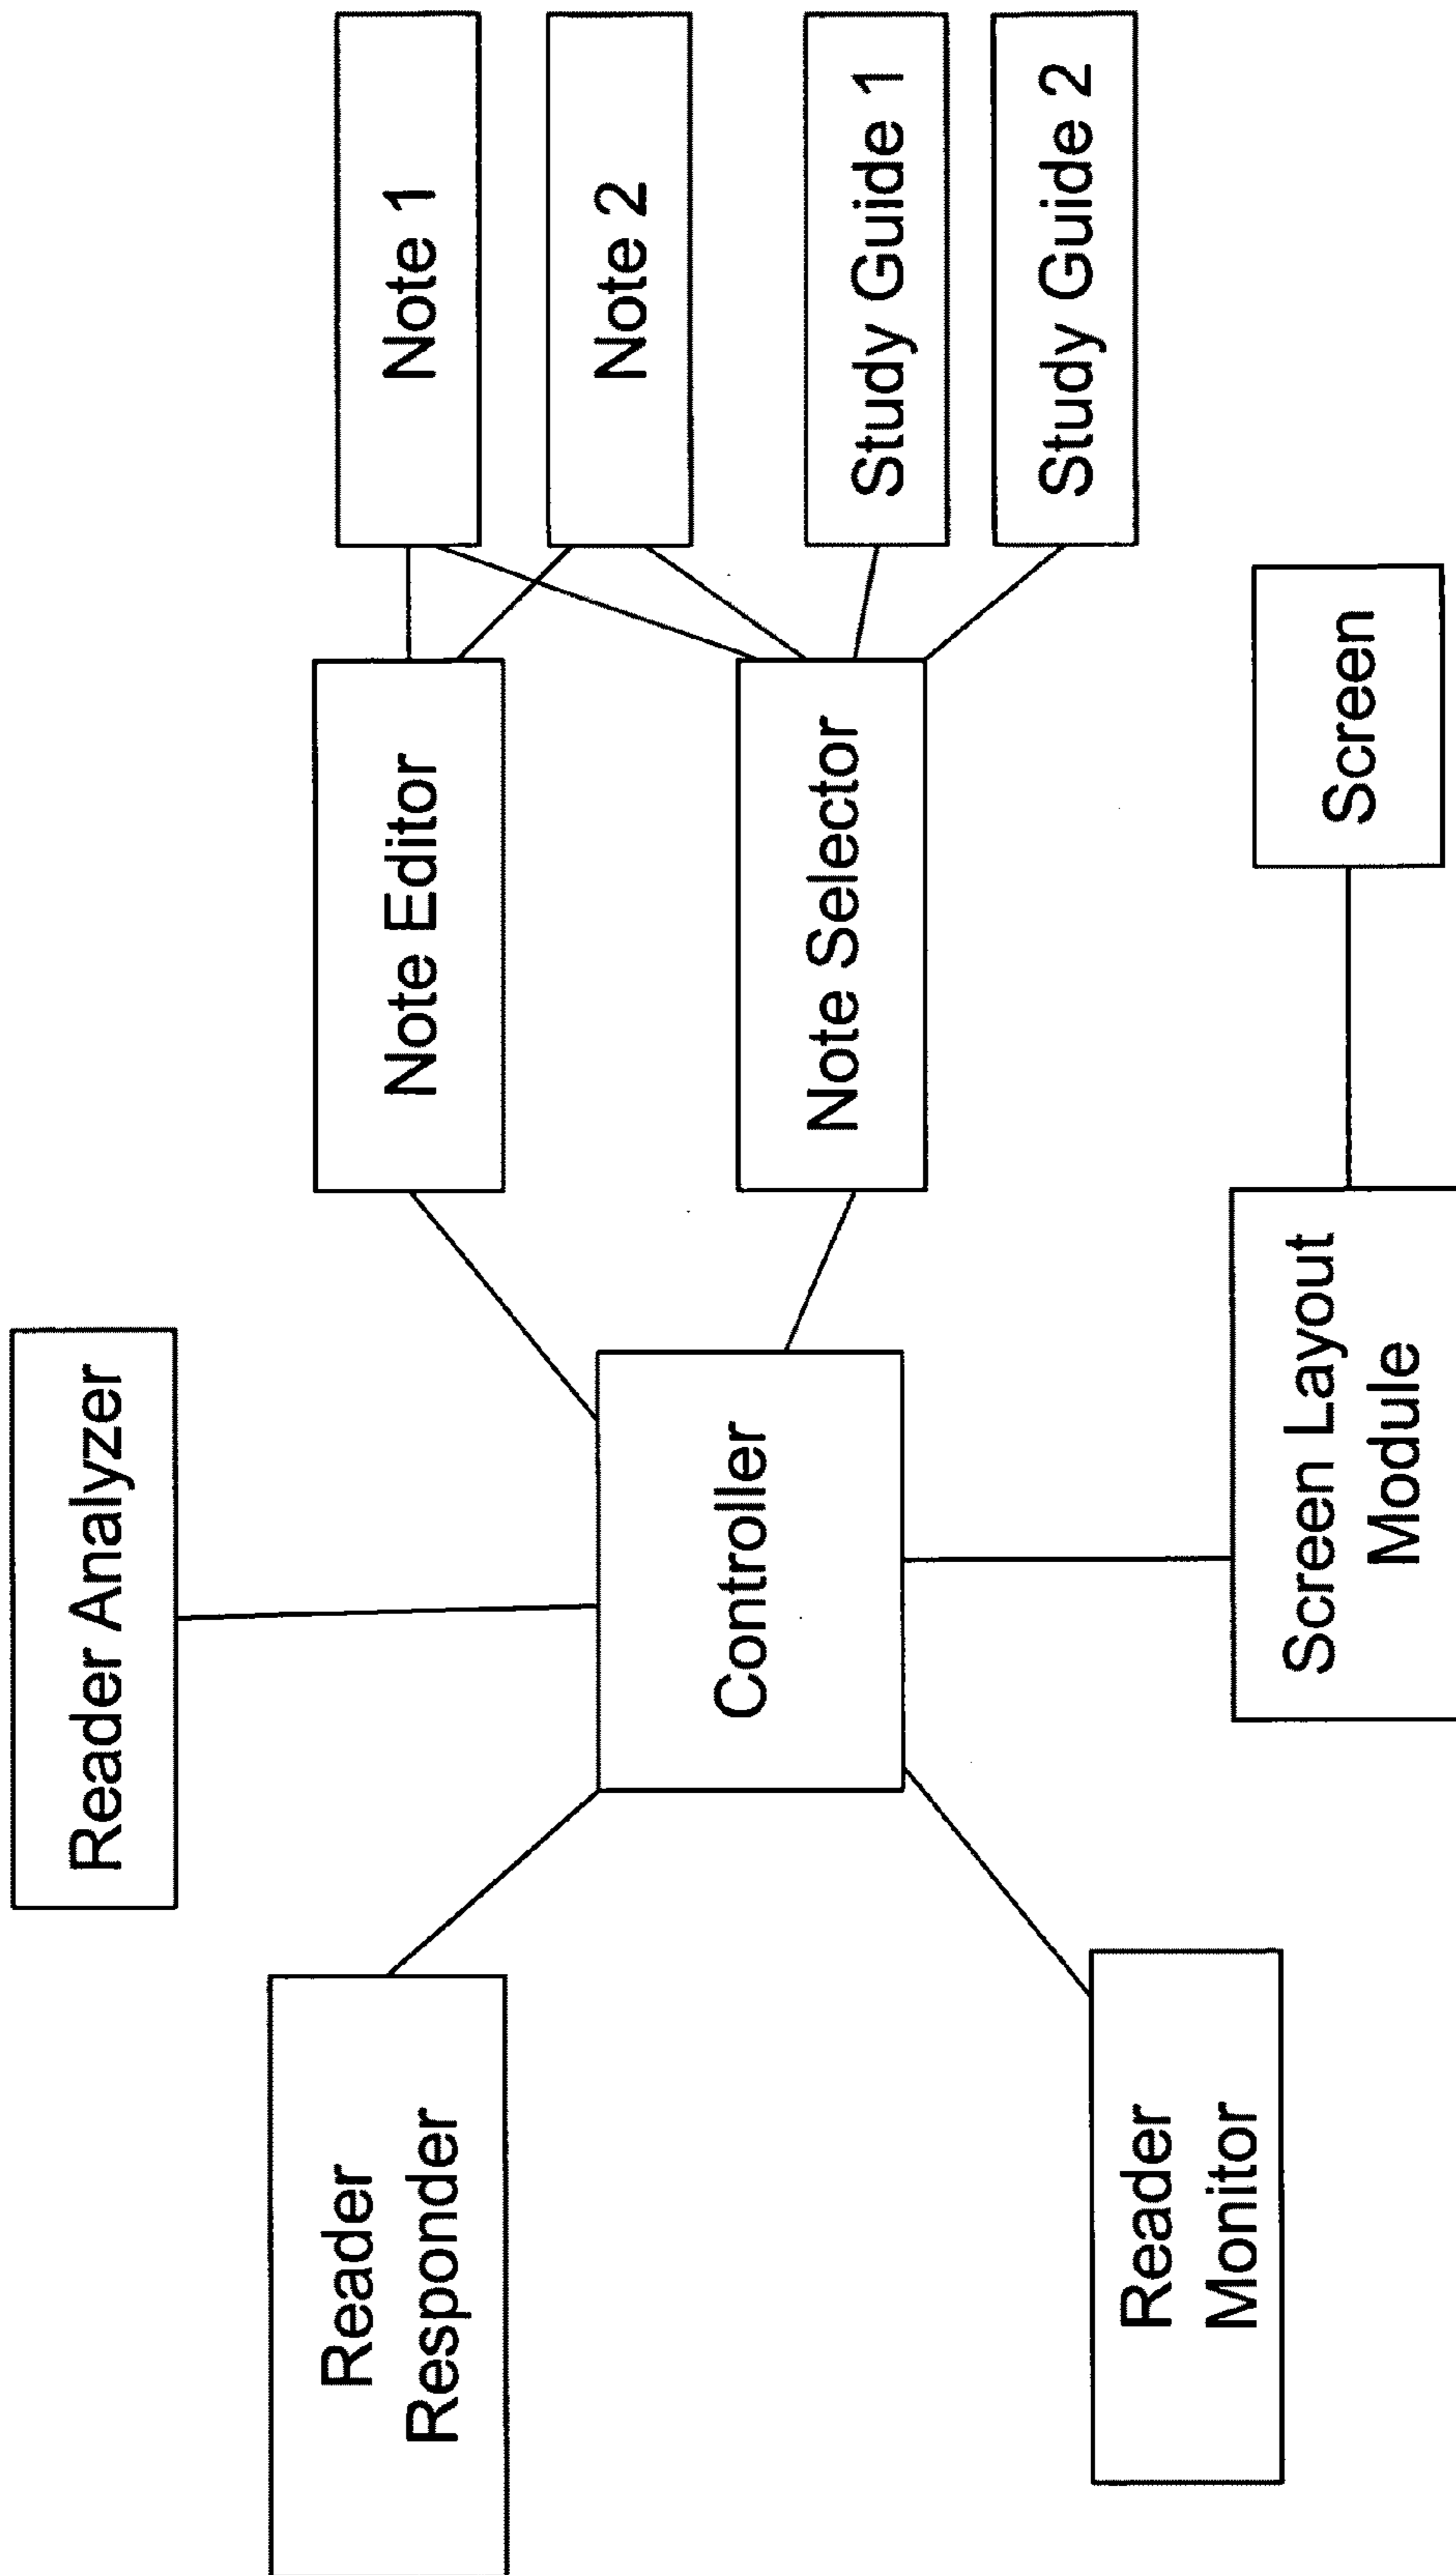 Reader Analyzer
Reader
Responder
Note Editor
Note 1
Note 2
Controller
Note Selector
Study Guide 1
Study Guide 2
Reader
Monitor
Screen Layout
Module
Screen